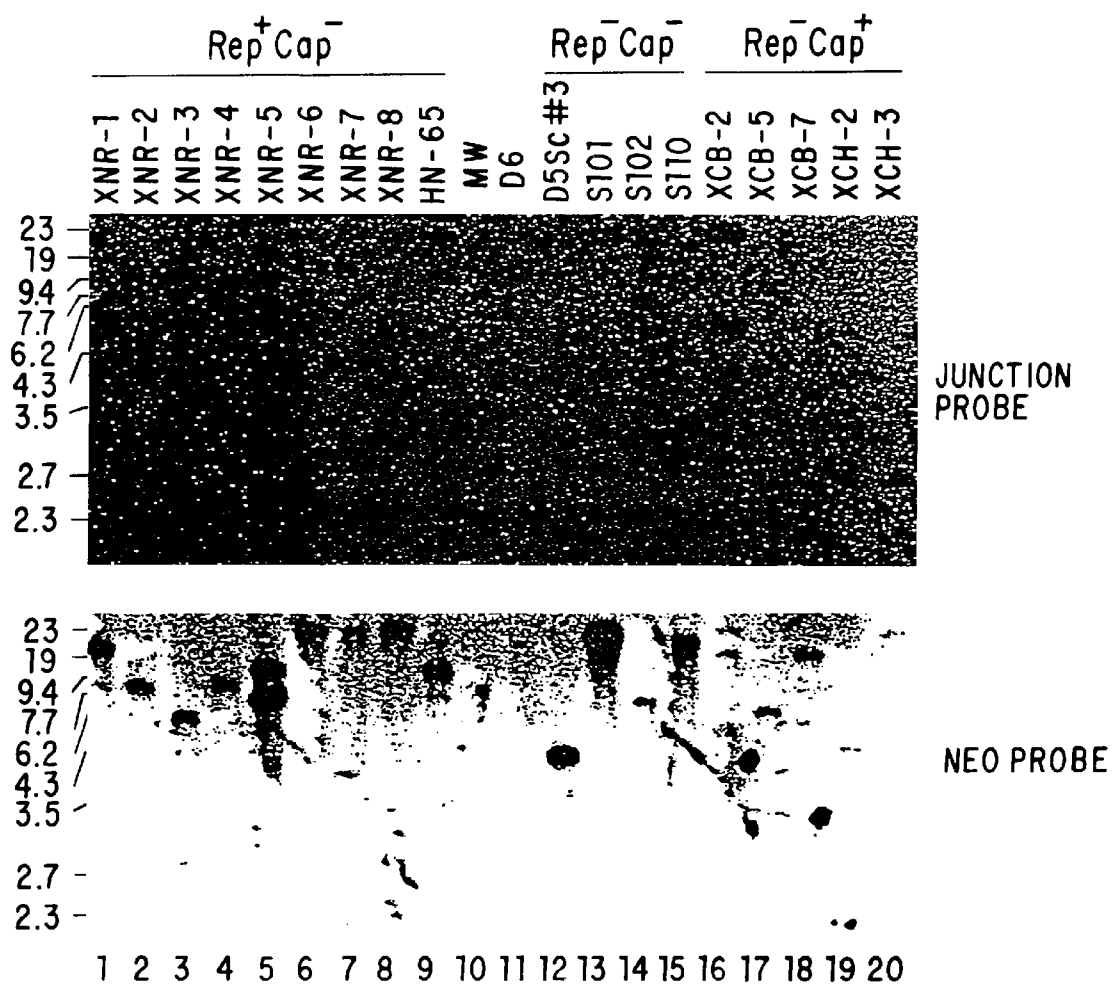 Rep+Cap-
Rep-Cap-
Rep-Cap+
XNR-1
XNR-2
XNR-3
XNR-4
XNR-5
XNR-6
XNR-7
XNR-8
HN-65
MW
D6
D5Sc#3
S101
S102
S110
XCB-2
XCB-5
XCB-7
XCH-2
XCH-3
23
19
9.4
7.7
6.2
4.3
3.5
2.7
2.3
JUNCTION
PROBE
23
19
9.4
7.7
6.2
4.3
3.5
2.7
2.3
NEO PROBE
1 2 3 4 5 6 7 8 9 10 11 12 13 14 15 16 17 18 19 20